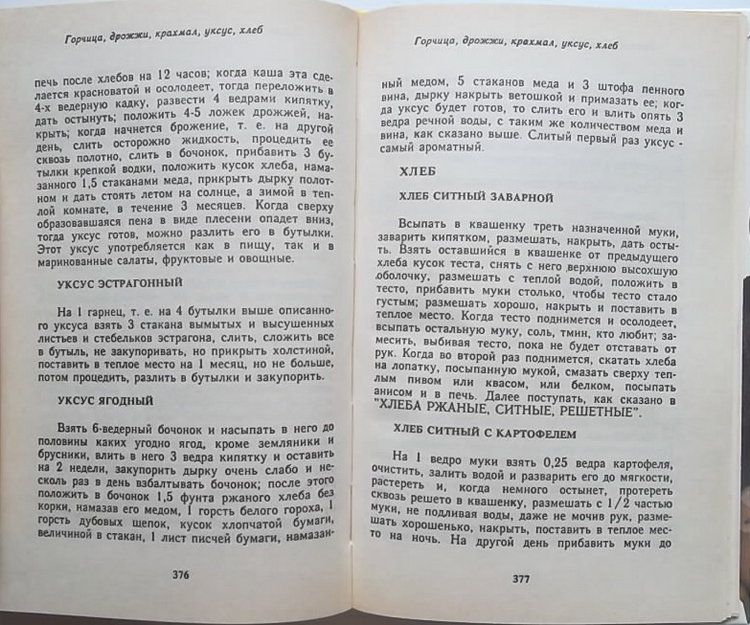 Горчица, дрожжи, крахмал, уксус, хлеб
печь после хлебов на 12 часов; когда каша эта сде-
лается красноватой и осолодеет, тогда переложить в
4-х ведерную кадку, развести 4 ведрами кипятку,
дать остынуть; положить 4-5 ложек дрожжей, на-
крыть; когда начнется брожение, т. е. на другой
день, слить осторожно жидкость, процедить ее
сквозь полотно, слить в бочонок, прибавить 3 бу-
тылки крепкой водки, положить кусок хлеба, нама-
занного 1,5 стаканами меда, прикрыть дырку полот-
ном и дать стоять летом на солнце, а зимой в теп-
лой комнате, в течение 3 месяцев. Когда сверху
образовавшаяся пена в виде плесени опадет вниз,
тогда уксус готов, можно разлить его в бутылки.
Этот уксус употребляется как в пищу, так и в
маринованные салаты, фруктовые и овощные.
УКСУС ЭСТРАГОННЫЙ
На 1 гарнец, т. е. на 4 бутылки выше описанно-
го уксуса взять 3 стакана вымытых и высушенных
листьев и стебельков эстрагона, слить, сложить все
в бутыль, не закупоривать, но прикрыть холстиной,
поставить в теплое место на 1 месяц, но не больше,
потом процедить, разлить в бутылки и закупорить.
УКСУС ЯГОДНЫЙ
Взять 6-ведерный бочонок и насыпать в него до
половины каких угодно ягод, кроме земляники и
брусники, влить в него 3 ведра кипятку и оставить
на 2 недели, закупорить дырку очень слабо и не-
сколь раз в день взбалтывать бочонок; после этого
положить в бочонок 1,5 фунта ржаного хлеба без
корки, намазав его медом, 1 горсть белого гороха, 1
горсть дубовых щепок, кусок хлопчатой бумаги,
величиной в стакан, 1 лист писчей бумаги, намазан-
376
Горчица, дрожжи, крахмал, уксус, хлеб
ный медом, 5 стаканов меда и 3 штофа пенного
вина, дырку накрыть ветошкой и примазать ее; ког-
да уксус будет готов, то слить его и влить опять 3
ведра речной воды, с таким же количеством меда и
вина, как сказано выше. Слитый первый раз уксус -
самый ароматный.
ХЛЕБ
ХЛЕБ СИТНЫЙ ЗАВАРНОЙ
Всыпать в квашенку треть назначенной муки,
заварить кипятком, размешать, накрыть, дать осты-
ть. Взять оставшийся в квашенке от предыдущего
хлеба кусок теста, снять с него верхнюю высохшую
оболочку, размешать с теплой водой, положить в
тесто, прибавить муки столько, чтобы тесто стало
густым; размешать хорошо, накрыть и поставить в
теплое место. Когда тесто поднимется и осолодеет,
всыпать остальную муку, соль, тмин, кто любит; за-
месить, выбивая тесто, пока не будет отставать от
рук. Когда во второй раз поднимется, скатать хлеба
на лопатку, посыпанную мукой, смазать сверху теп-
лым пивом или квасом, или белком, посыпать
анисом и в печь. Далее поступать, как сказано в
"ХЛЕБА РЖАНЫЕ, СИТНЫЕ, РЕШЕТНЫЕ".
ХЛЕБ СИТНЫЙ С КАРТОФЕЛЕМ
На 1 ведро муки взять 0,25 ведра картофеля,
очистить, залить водой и разварить его до мягкости,
растереть и, когда немного остынет, протереть
сквозь решето в квашенку, размешать с 1/2 частью
муки, не подливая воды, даже не мочив рук, разме-
шать хорошенько, накрыть, поставить в теплое мес-
то на ночь. На другой день прибавить муки до
377